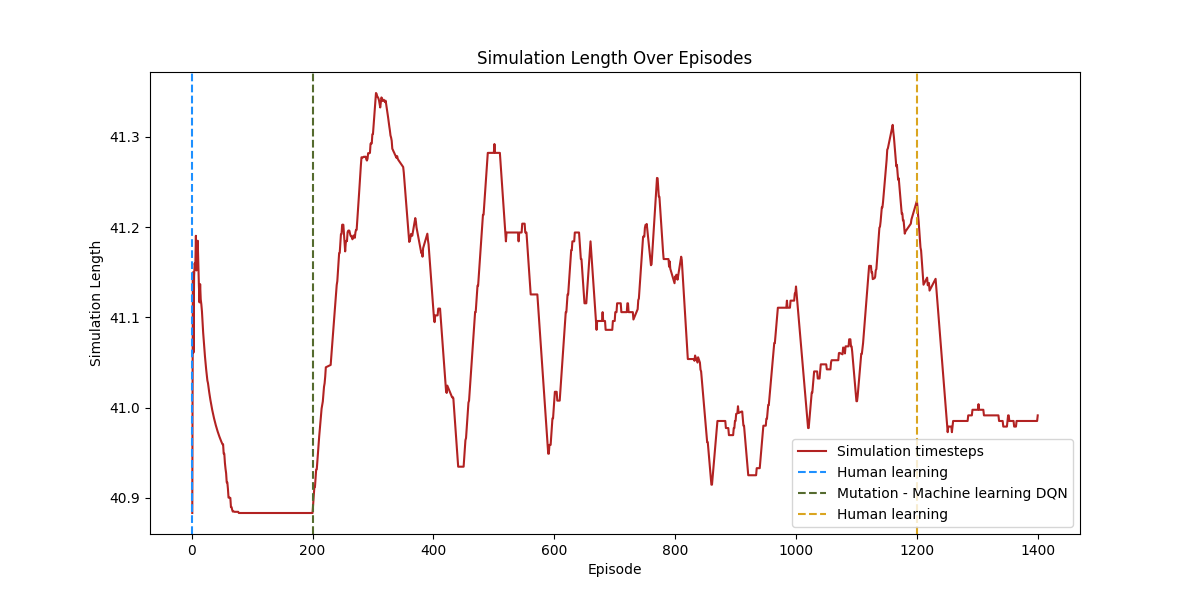 Simulation Length Over Episodes
Simulation Length
41.3
41.2
41.1
41.0
40.9
Simulation timesteps
Human learning
Mutation - Machine learning DQN
Human learning
0 200 400 600 800 1000 1200 1400
Episode